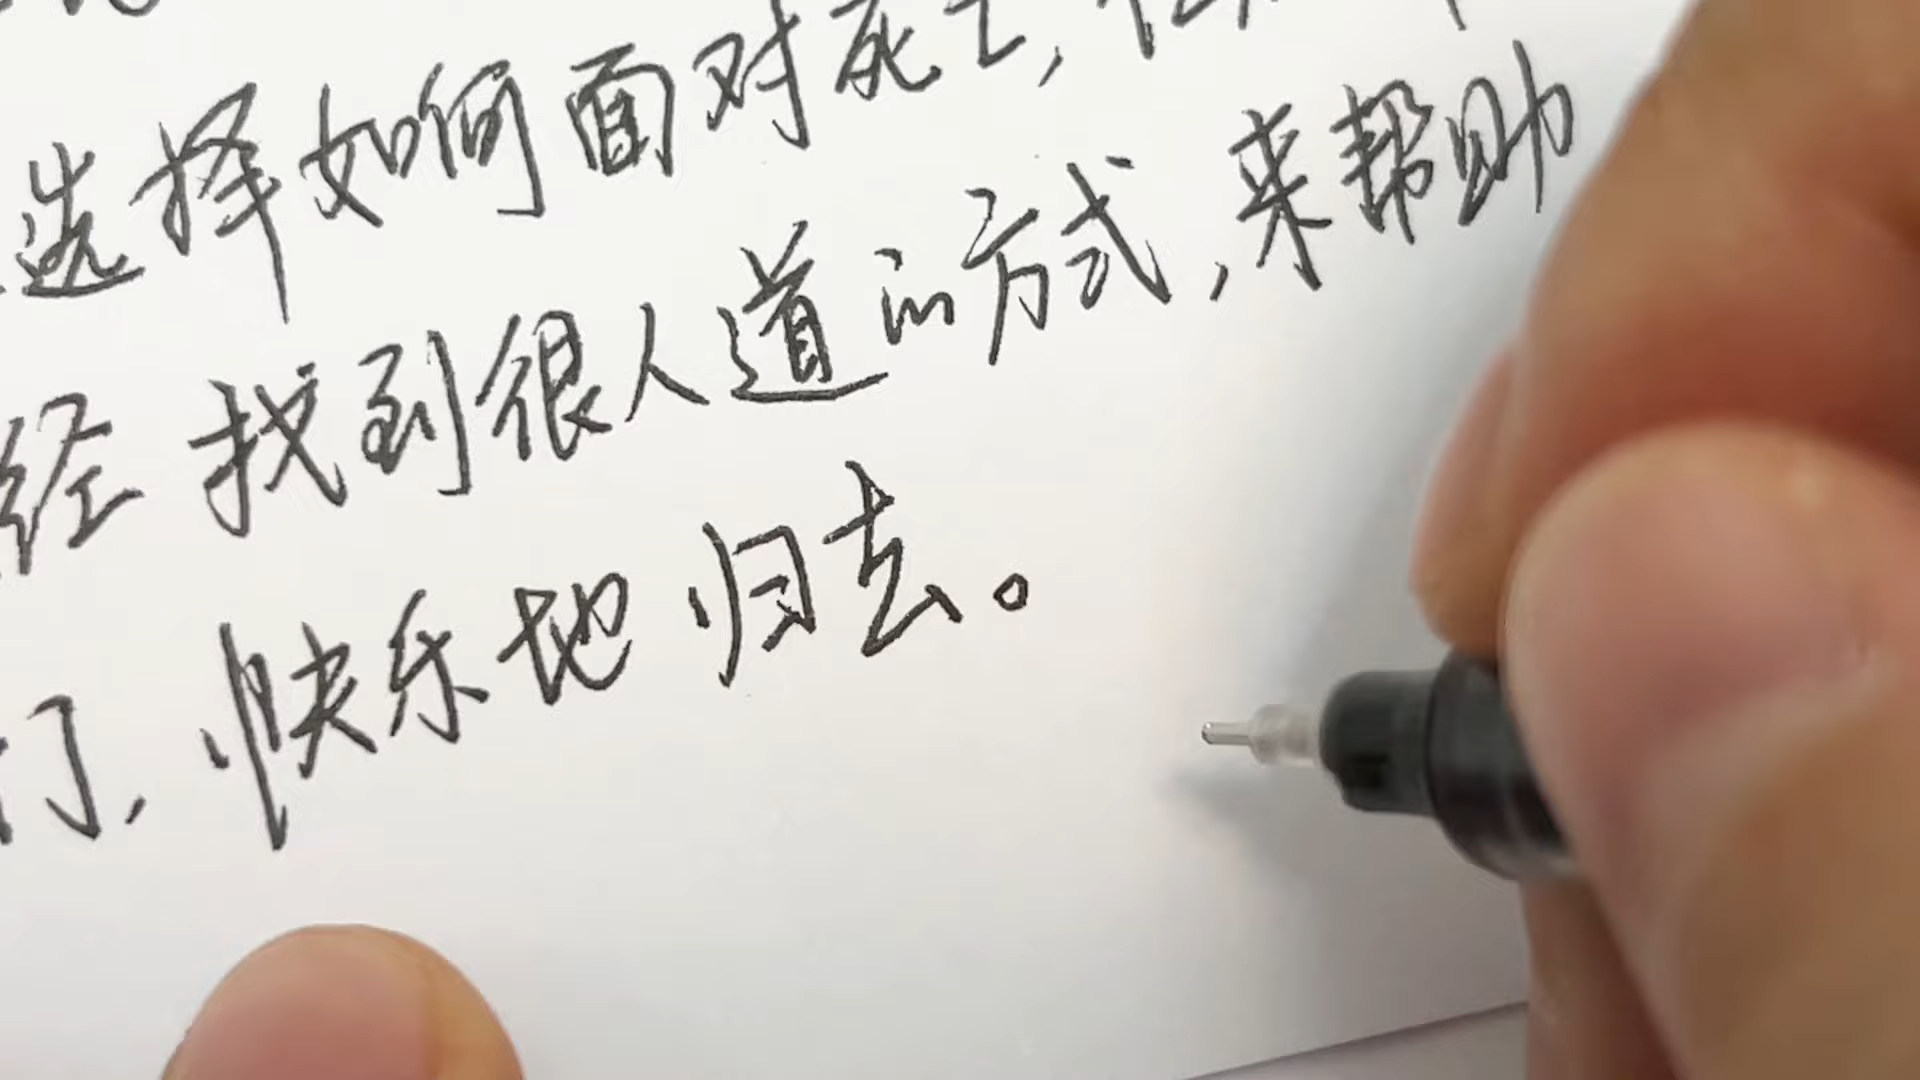 选择如何面对死亡,
经找到很人道的方式,来帮助
们,快乐地归去。